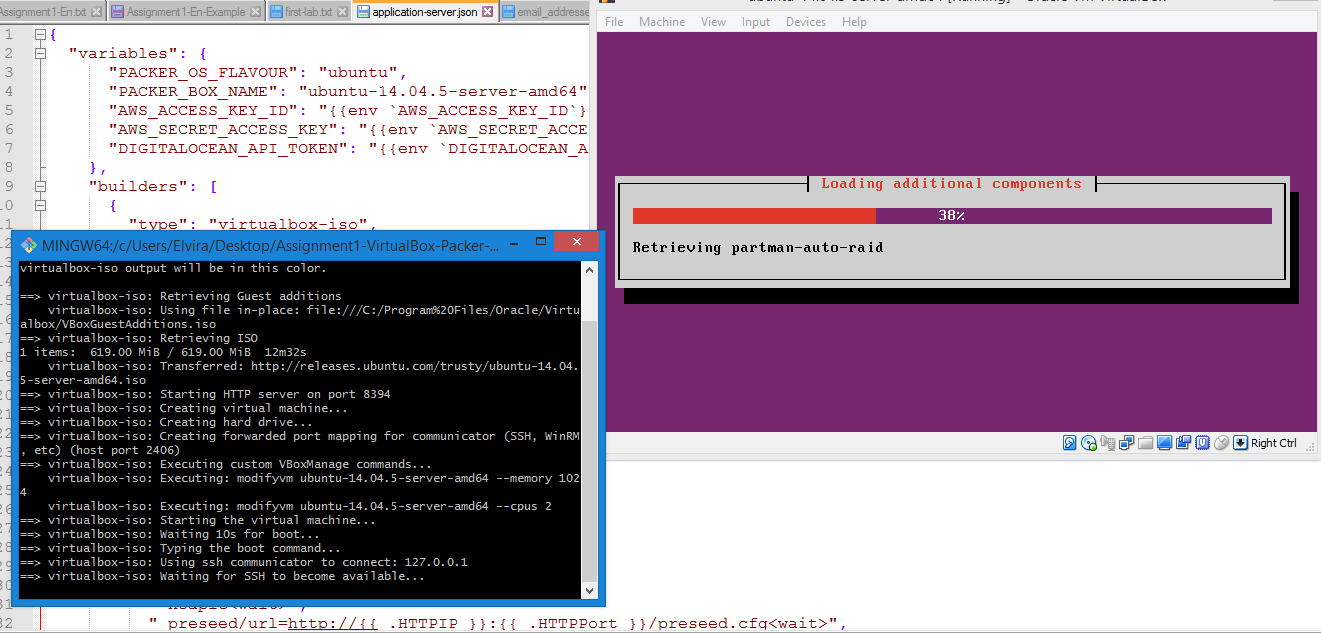 Assignment1-En.txt
Assignment1-En-Example
first-lab.txt
application-server.json
email_addresse
1 {
2 "variables": {
3 "PACKER_OS_FLAVOUR": "ubuntu",
4 "PACKER_BOX_NAME": "ubuntu-14.04.5-server-amd64"
5 "AWS_ACCESS_KEY_ID": "{{env `AWS_ACCESS_KEY_ID`}
6 "AWS_SECRET_ACCESS_KEY": "{{env `AWS_SECRET_ACCE
7 "DIGITALOCEAN_API_TOKEN": "{{env `DIGITALOCEAN_A
8 },
9 "builders": [
{
"type": "virtualbox-iso",
MINGW64:/c/Users/Elvira/Desktop/Assignment1-VirtualBox-Packer-...
virtualbox-iso output will be in this color.
==> virtualbox-iso: Retrieving Guest additions
virtualbox-iso: Using file in-place: file:///C:/Program%20Files/Oracle/Virtu
albox/VBoxGuestAdditions.iso
==> virtualbox-iso: Retrieving ISO
1 items: 619.00 MiB / 619.00 MiB 12m32s
virtualbox-iso: Transferred: http://releases.ubuntu.com/trusty/ubuntu-14.04.
5-server-amd64.iso
==> virtualbox-iso: Starting HTTP server on port 8394
==> virtualbox-iso: Creating virtual machine...
==> virtualbox-iso: Creating hard drive...
==> virtualbox-iso: Creating forwarded port mapping for communicator (SSH, WinRM
, etc) (host port 2406)
==> virtualbox-iso: Executing custom VBoxManage commands...
virtualbox-iso: Executing: modifyvm ubuntu-14.04.5-server-amd64 --memory 102
4
virtualbox-iso: Executing: modifyvm ubuntu-14.04.5-server-amd64 --cpus 2
==> virtualbox-iso: Starting the virtual machine...
==> virtualbox-iso: Waiting 10s for boot...
==> virtualbox-iso: Typing the boot command...
==> virtualbox-iso: Using ssh communicator to connect: 127.0.0.1
==> virtualbox-iso: Waiting for SSH to become available...
" preseed/url=http://{{ .HTTPIP }}:{{ .HTTPPort }}/preseed.cfg<wait>",
File Machine View Input Devices Help
Loading additional components
38%
Retrieving partman-auto-raid
Right Ctrl